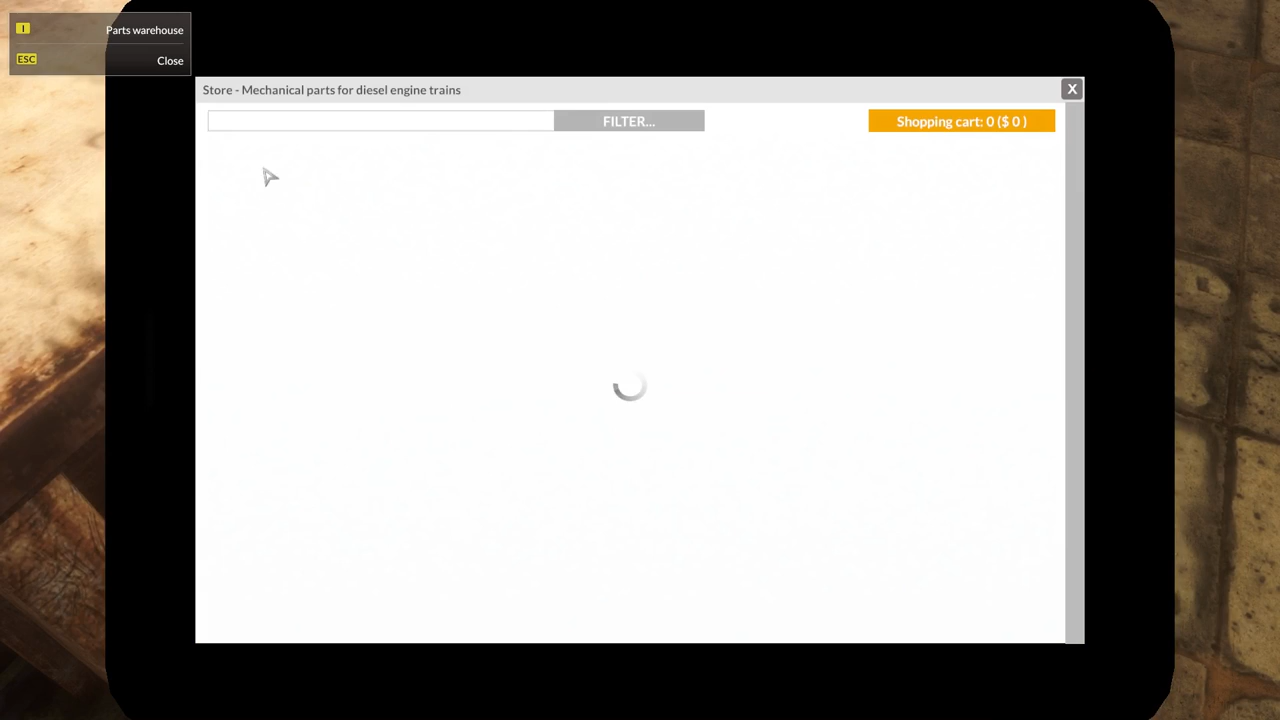 I Parts warehouse
ESC Close
Store - Mechanical parts for diesel engine trains
X
FILTER...
Shopping cart: 0 ($ 0 )